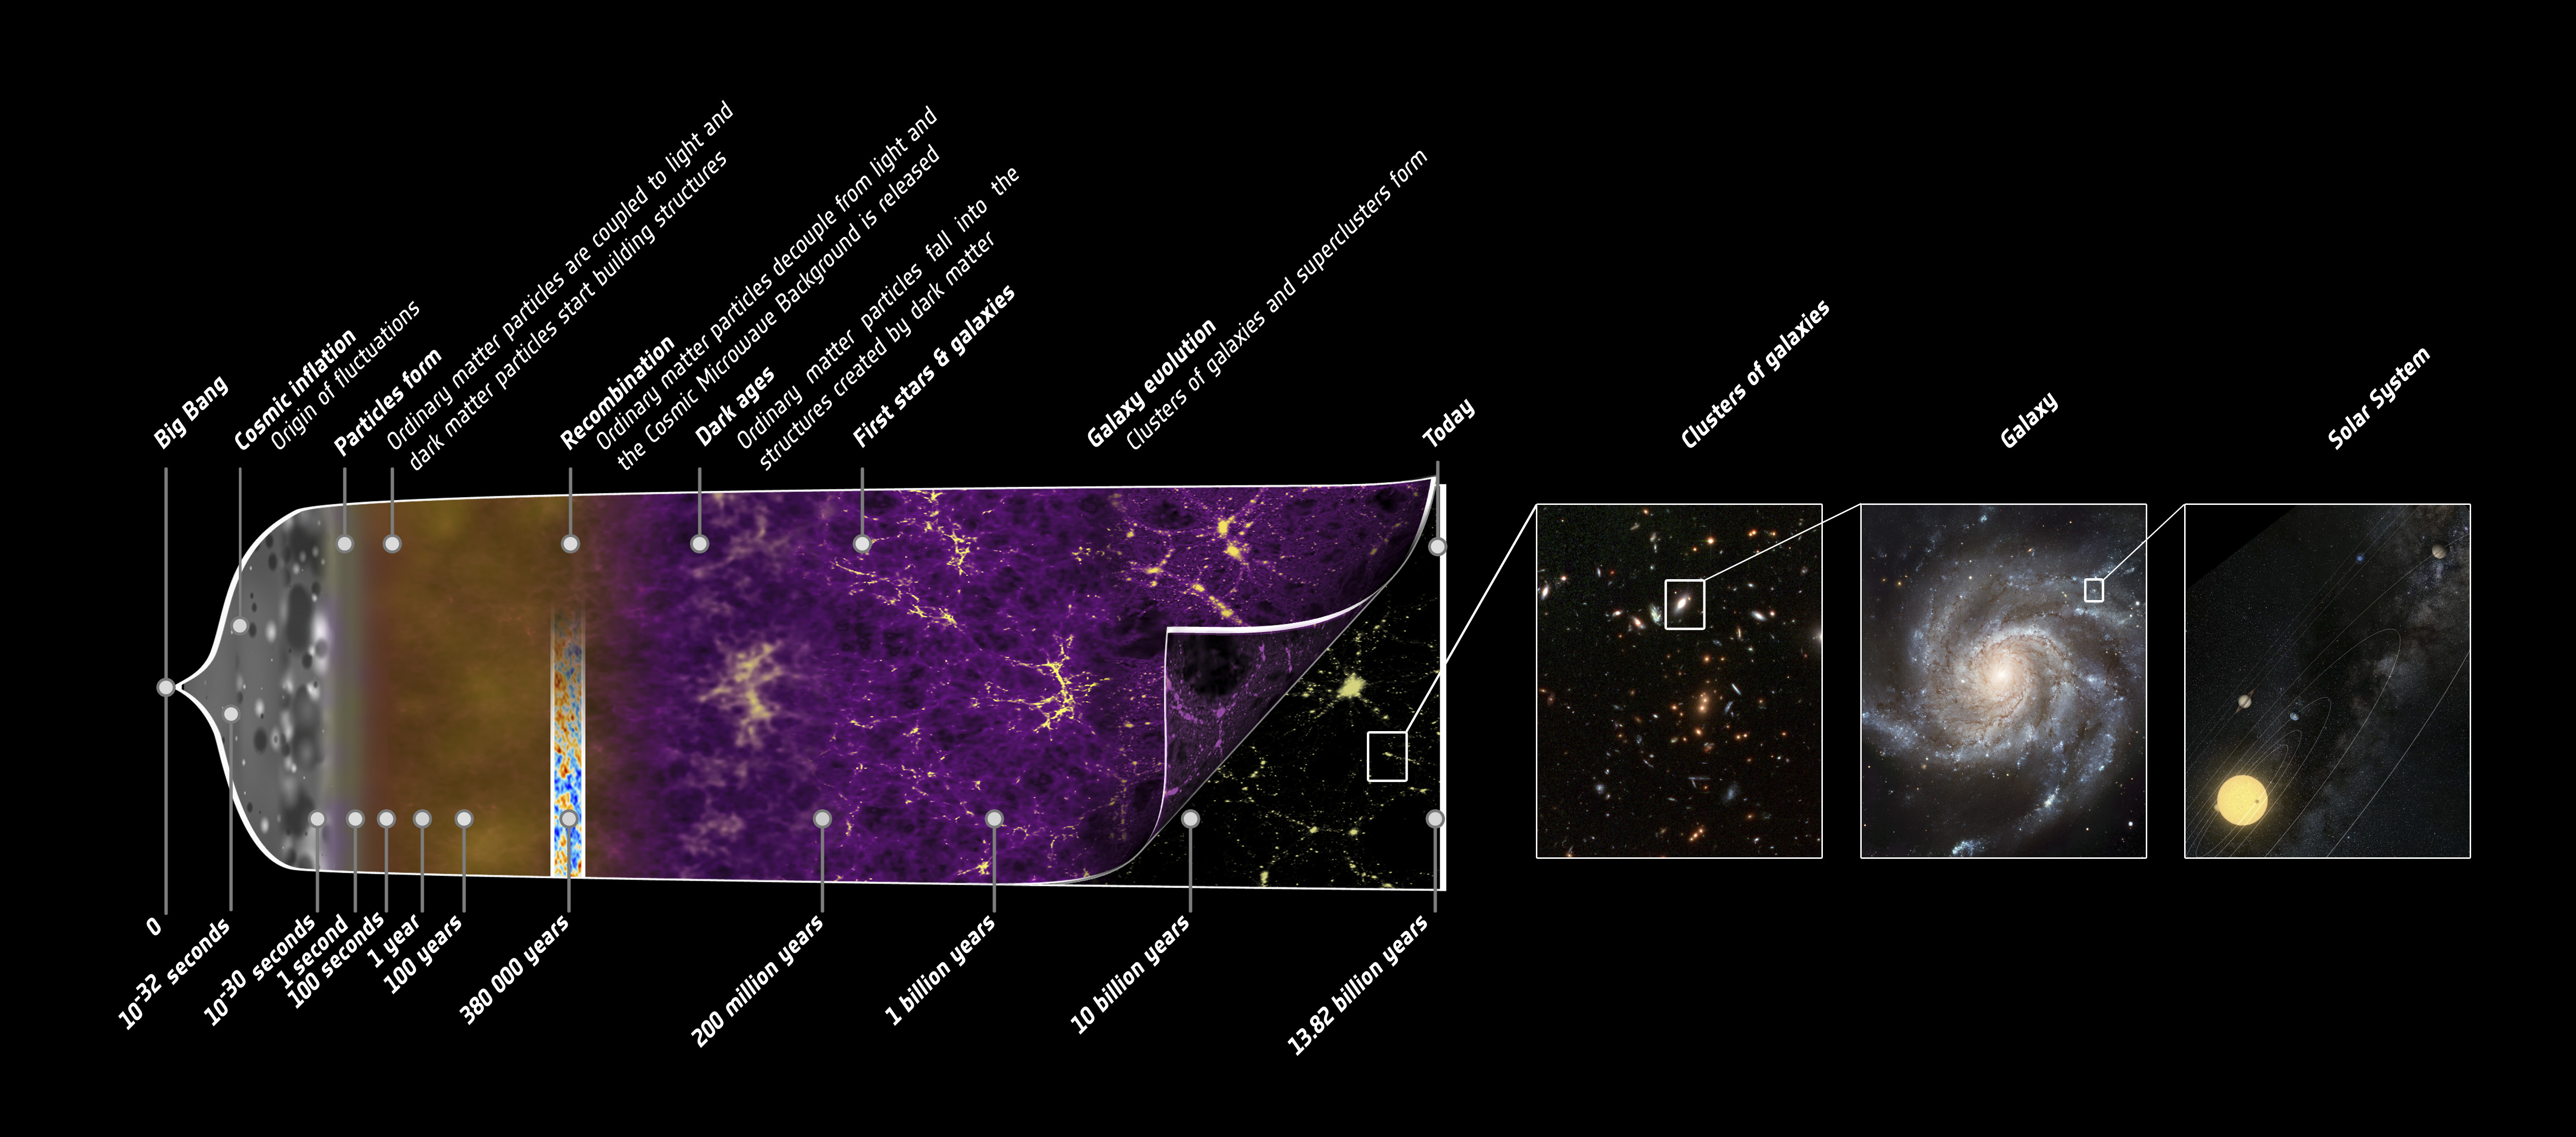 0
10-32 seconds
10-30 seconds
1 second
100 seconds
1 year
100 years
380 000 years
200 million years
1 billion years
10 billion years
13.82 billion years
Big Bang
Cosmic inflation
Origin of fluctuations
Particles form
Ordinary matter particles are coupled to light and
dark matter particles start building structures
Recombination
Ordinary matter particles decouple from light and
the Cosmic Microwave Background is released
Dark ages
Ordinary matter particles fall into the
structures created by dark matter
First stars & galaxies
Galaxy evolution
Clusters of galaxies and superclusters form
Today
Clusters of galaxies
Galaxy
Solar System